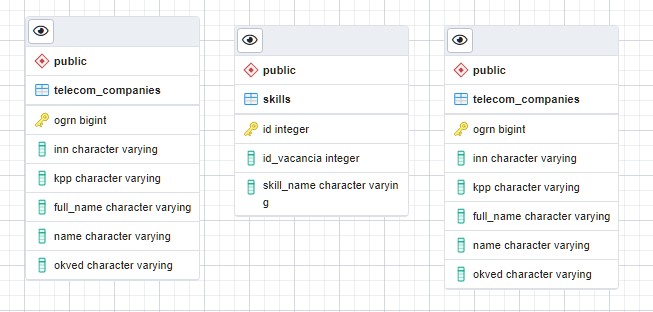 public
telecom_companies
ogrn bigint
inn character varying
kpp character varying
full_name character varying
name character varying
okved character varying
public
skills
id integer
id_vacancia integer
skill_name character varyin
g
public
telecom_companies
ogrn bigint
inn character varying
kpp character varying
full_name character varying
name character varying
okved character varying